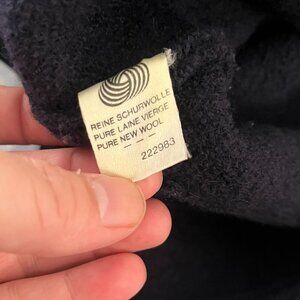 REINE SCHURWOLLE
PURE LAINE VIERGE
PURE NEW WOOL
— — —
222983